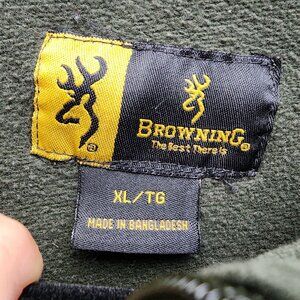 BROWNING
The Best There Is
XL/TG
MADE IN BANGLADESH